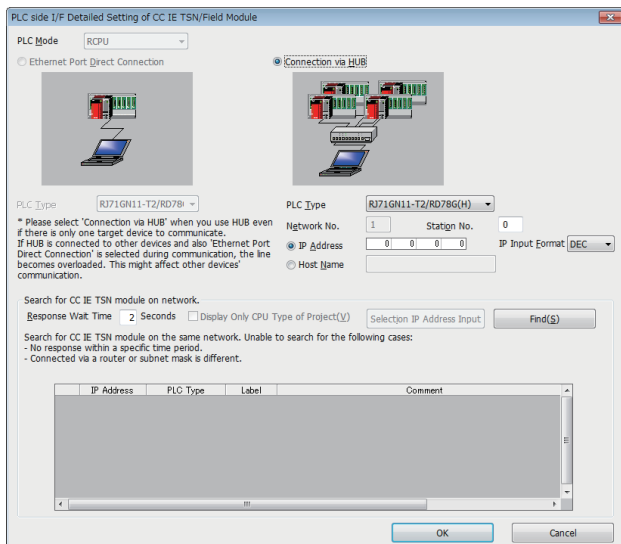 PLC side I/F Detailed Setting of CC IE TSN/Field Module
PLC Mode
RCPU
Ethernet Port Direct Connection
Connection via HUB
PLC Type
RJ71GN11-T2/RD78(
PLC Type
RJ71GN11-T2/RD78G(H)
* Please select 'Connection via HUB' when you use HUB even
if there is only one target device to communicate.
If HUB is connected to other devices and also 'Ethernet Port
Direct Connection' is selected during communication, the line
becomes overloaded. This might affect other devices'
communication.
Network No.
1
Station No.
0
IP Address
0 0 0 0
IP Input Format
DEC
Host Name
Search for CC IE TSN module on network.
Response Wait Time
2
Seconds
Display Only CPU Type of Project(V)
Selection IP Address Input
Find(S)
Search for CC IE TSN module on the same network. Unable to search for the following cases:
- No response within a specific time period.
- Connected via a router or subnet mask is different.
IP Address
PLC Type
Label
Comment
OK
Cancel